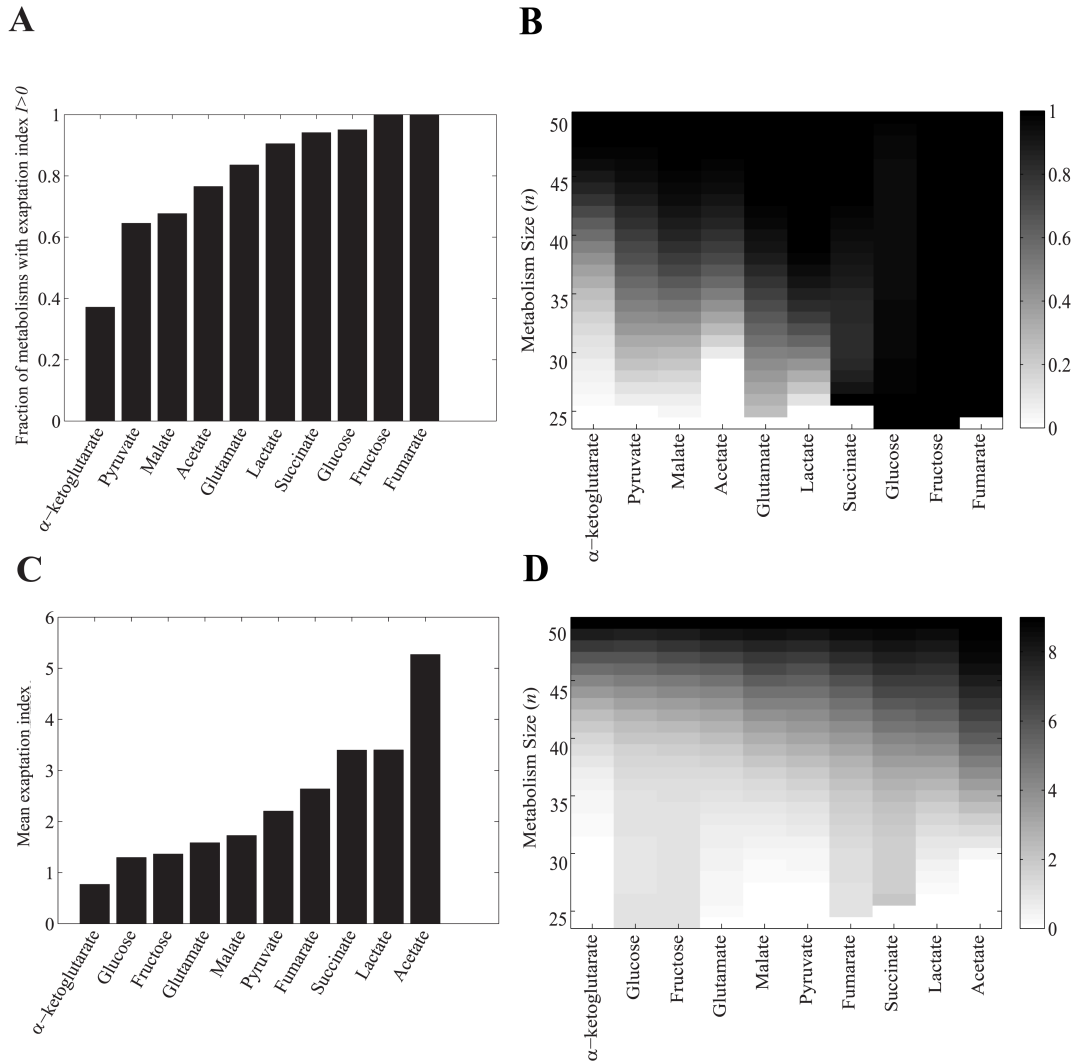 A
Fraction of metabolisms with exaptation index I>0
1
0.8
0.6
0.4
0.2
0
α−ketoglutarate
Pyruvate
Malate
Acetate
Glutamate
Lactate
Succinate
Glucose
Fructose
Fumarate
B
Metabolism Size (n)
50
45
40
35
30
25
α−ketoglutarate
Pyruvate
Malate
Acetate
Glutamate
Lactate
Succinate
Glucose
Fructose
Fumarate
1
0.8
0.6
0.4
0.2
0
C
Mean exaptation index
6
5
4
3
2
1
0
α−ketoglutarate
Glucose
Fructose
Glutamate
Malate
Pyruvate
Fumarate
Succinate
Lactate
Acetate
D
Metabolism Size (n)
50
45
40
35
30
25
α−ketoglutarate
Glucose
Fructose
Glutamate
Malate
Pyruvate
Fumarate
Succinate
Lactate
Acetate
8
6
4
2
0